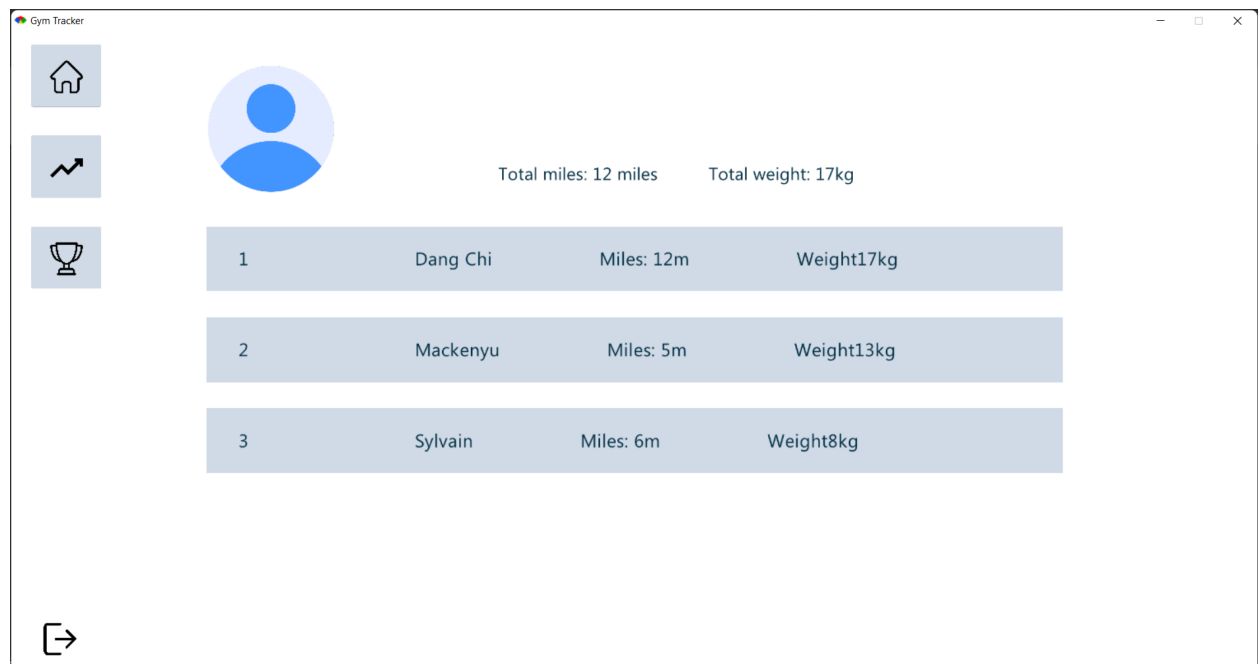 Gym Tracker
Total miles: 12 miles Total weight: 17kg
1 Dang Chi Miles: 12m Weight17kg
2 Mackenyu Miles: 5m Weight13kg
3 Sylvain Miles: 6m Weight8kg